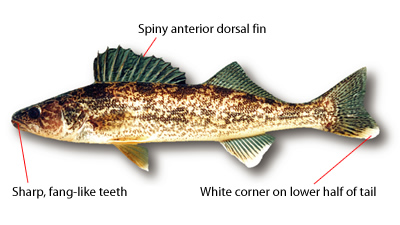 Spiny anterior dorsal fin
Sharp, fang-like teeth
White corner on lower half of tail